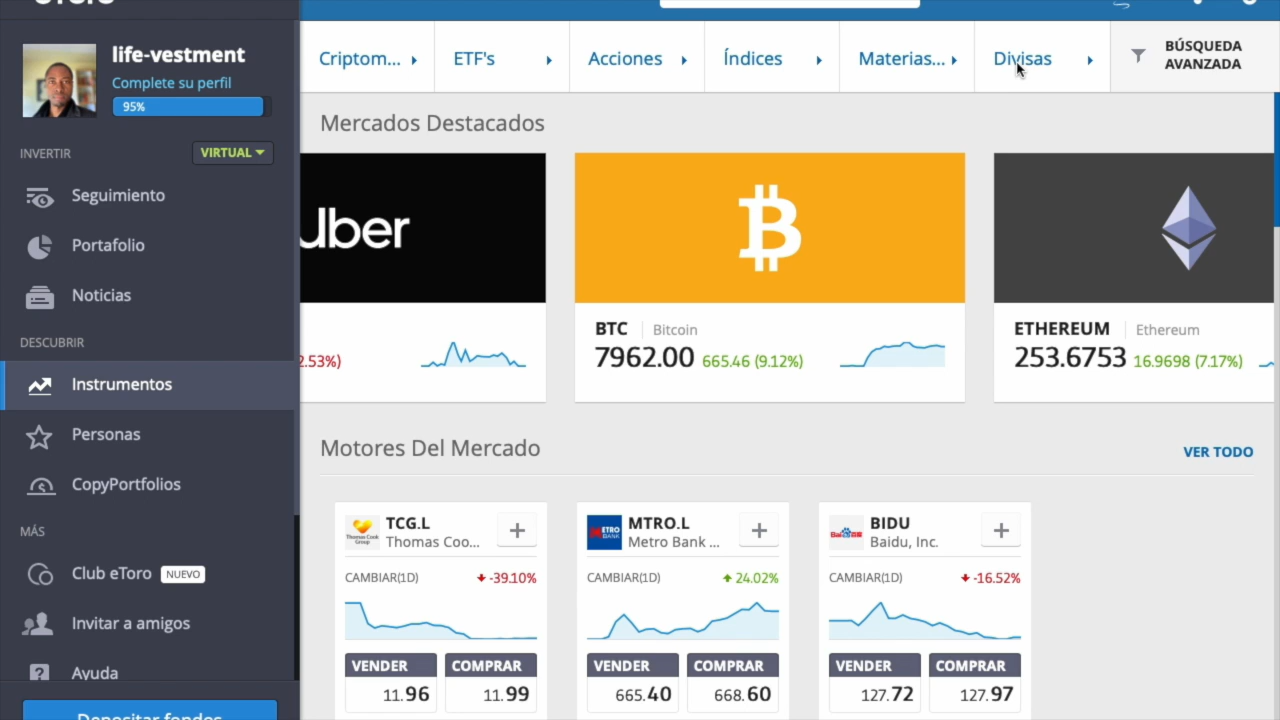 life-vestment
Complete su perfil
95%
INVERTIR
VIRTUAL
Seguimiento
Portafolio
Noticias
DESCUBRIR
Instrumentos
Personas
CopyPortfolios
MÁS
Club eToro NUEVO
Invitar a amigos
Ayuda
Depositar fondos
Criptom... ETF's Acciones Índices Materias... Divisas
BÚSQUEDA
AVANZADA
Mercados Destacados
BTC Bitcoin
7962.00 665.46 (9.12%)
ETHEREUM Ethereum
253.6753 16.9698 (7.17%)
Motores Del Mercado
VER TODO
TCG.L
Thomas Coo...
CAMBIAR(1D) -39.10%
VENDER COMPRAR
11.96 11.99
MTRO.L
Metro Bank ...
CAMBIAR(1D) 24.02%
VENDER COMPRAR
665.40 668.60
BIDU
Baidu, Inc.
CAMBIAR(1D) -16.52%
VENDER COMPRAR
127.72 127.97